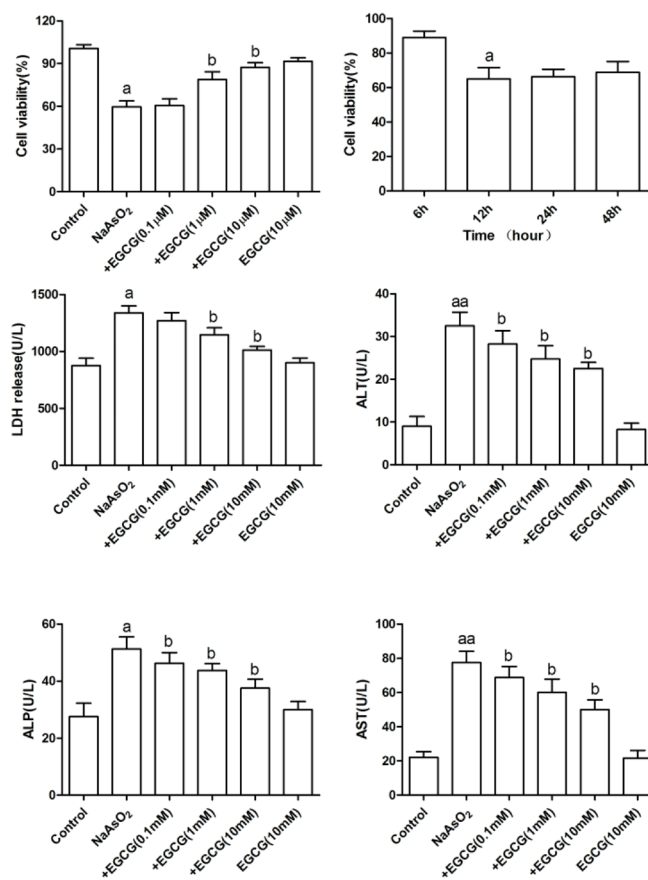 120
90
60
30
0
Cell viability(%)
a
b
b
Control
NaAsO₂
+EGCG(0.1μM)
+EGCG(1μM)
+EGCG(10μM)
EGCG(10μM)
100
80
60
40
20
0
Cell viability(%)
a
6h
12h
24h
48h
Time （hour）
1500
1000
500
0
LDH release(U/L)
a
b
b
Control
NaAsO₂
+EGCG(0.1mM)
+EGCG(1mM)
+EGCG(10mM)
EGCG(10mM)
40
30
20
10
0
ALT(U/L)
aa
b
b
b
Control
NaAsO₂
+EGCG(0.1mM)
+EGCG(1mM)
+EGCG(10mM)
EGCG(10mM)
60
40
20
0
ALP(U/L)
a
b
b
b
Control
NaAsO₂
+EGCG(0.1mM)
+EGCG(1mM)
+EGCG(10mM)
EGCG(10mM)
100
80
60
40
20
0
AST(U/L)
aa
b
b
b
Control
NaAsO₂
+EGCG(0.1mM)
+EGCG(1mM)
+EGCG(10mM)
EGCG(10mM)